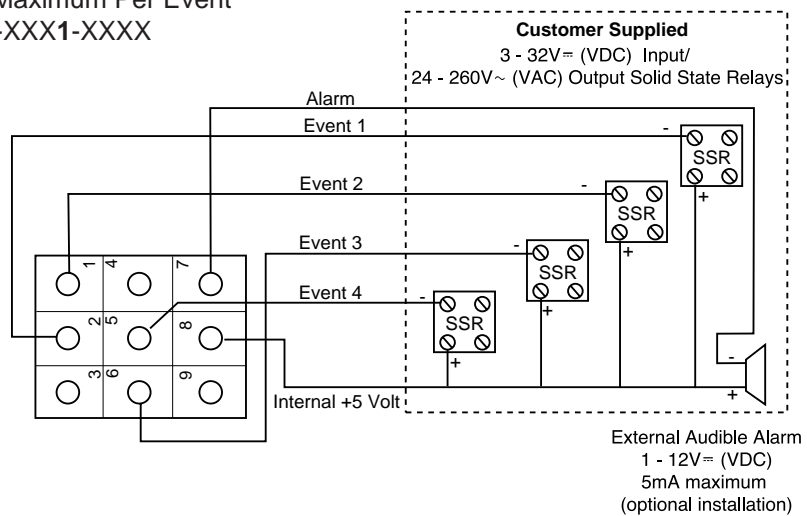 Maximum Per Event
-XXX1-XXXX
Customer Supplied
3 - 32V⎓ (VDC) Input/
24 - 260V~ (VAC) Output Solid State Relays
Alarm
Event 1
Event 2
Event 3
Event 4
- SSR +
- SSR +
- SSR +
- SSR +
1 4 7
2 5 8
3 6 9
Internal +5 Volt
-
+
External Audible Alarm
1 - 12V⎓ (VDC)
5mA maximum
(optional installation)